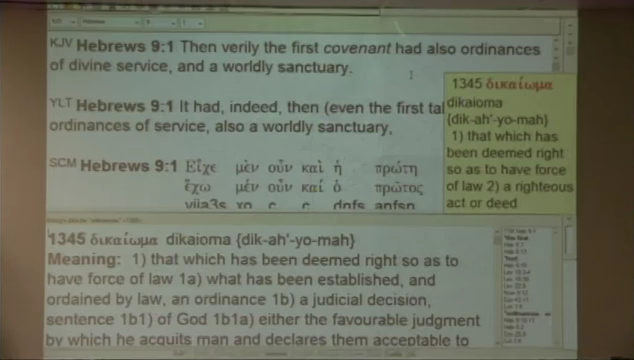 KJV Hebrews 9:1 Then verily the first covenant had also ordinances
of divine service, and a worldly sanctuary.
YLT Hebrews 9:1 It had, indeed, then (even the first tal
ordinances of service, also a worldly sanctuary,
SCM Hebrews 9:1 Εἶχε μὲν οὖν καὶ ἡ πρώτη
ἔχω μέν οὖν καί ὁ πρῶτος
1345 δικαίωμα
dikaioma
{dik-ah'-yo-mah}
1) that which has
been deemed right
so as to have force
of law 2) a righteous
act or deed
1345 δικαίωμα dikaioma {dik-ah'-yo-mah}
Meaning: 1) that which has been deemed right so as to
have force of law 1a) what has been established, and
ordained by law, an ordinance 1b) a judicial decision,
sentence 1b1) of God 1b1a) either the favourable judgment
by which he acquits man and declares them acceptable to